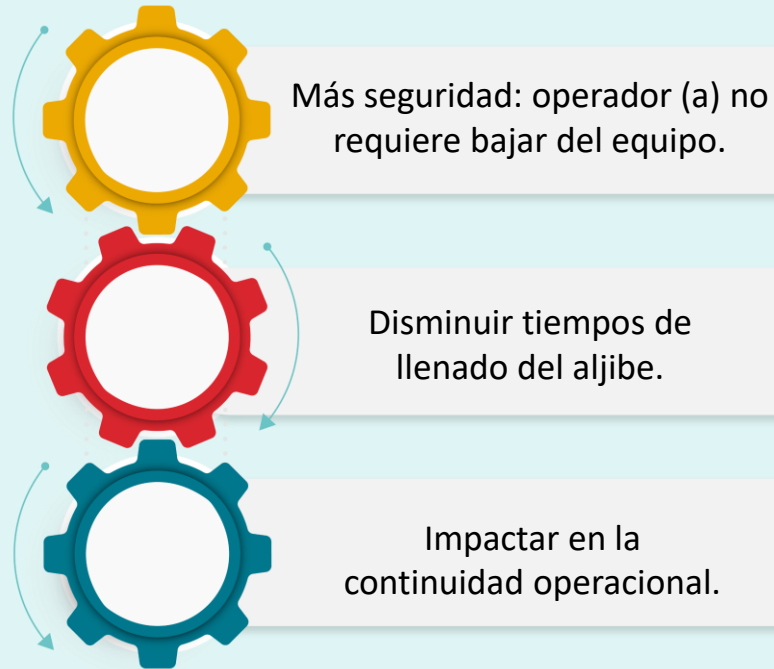 Más seguridad: operador (a) no
requiere bajar del equipo.
Disminuir tiempos de
llenado del aljibe.
Impactar en la
continuidad operacional.